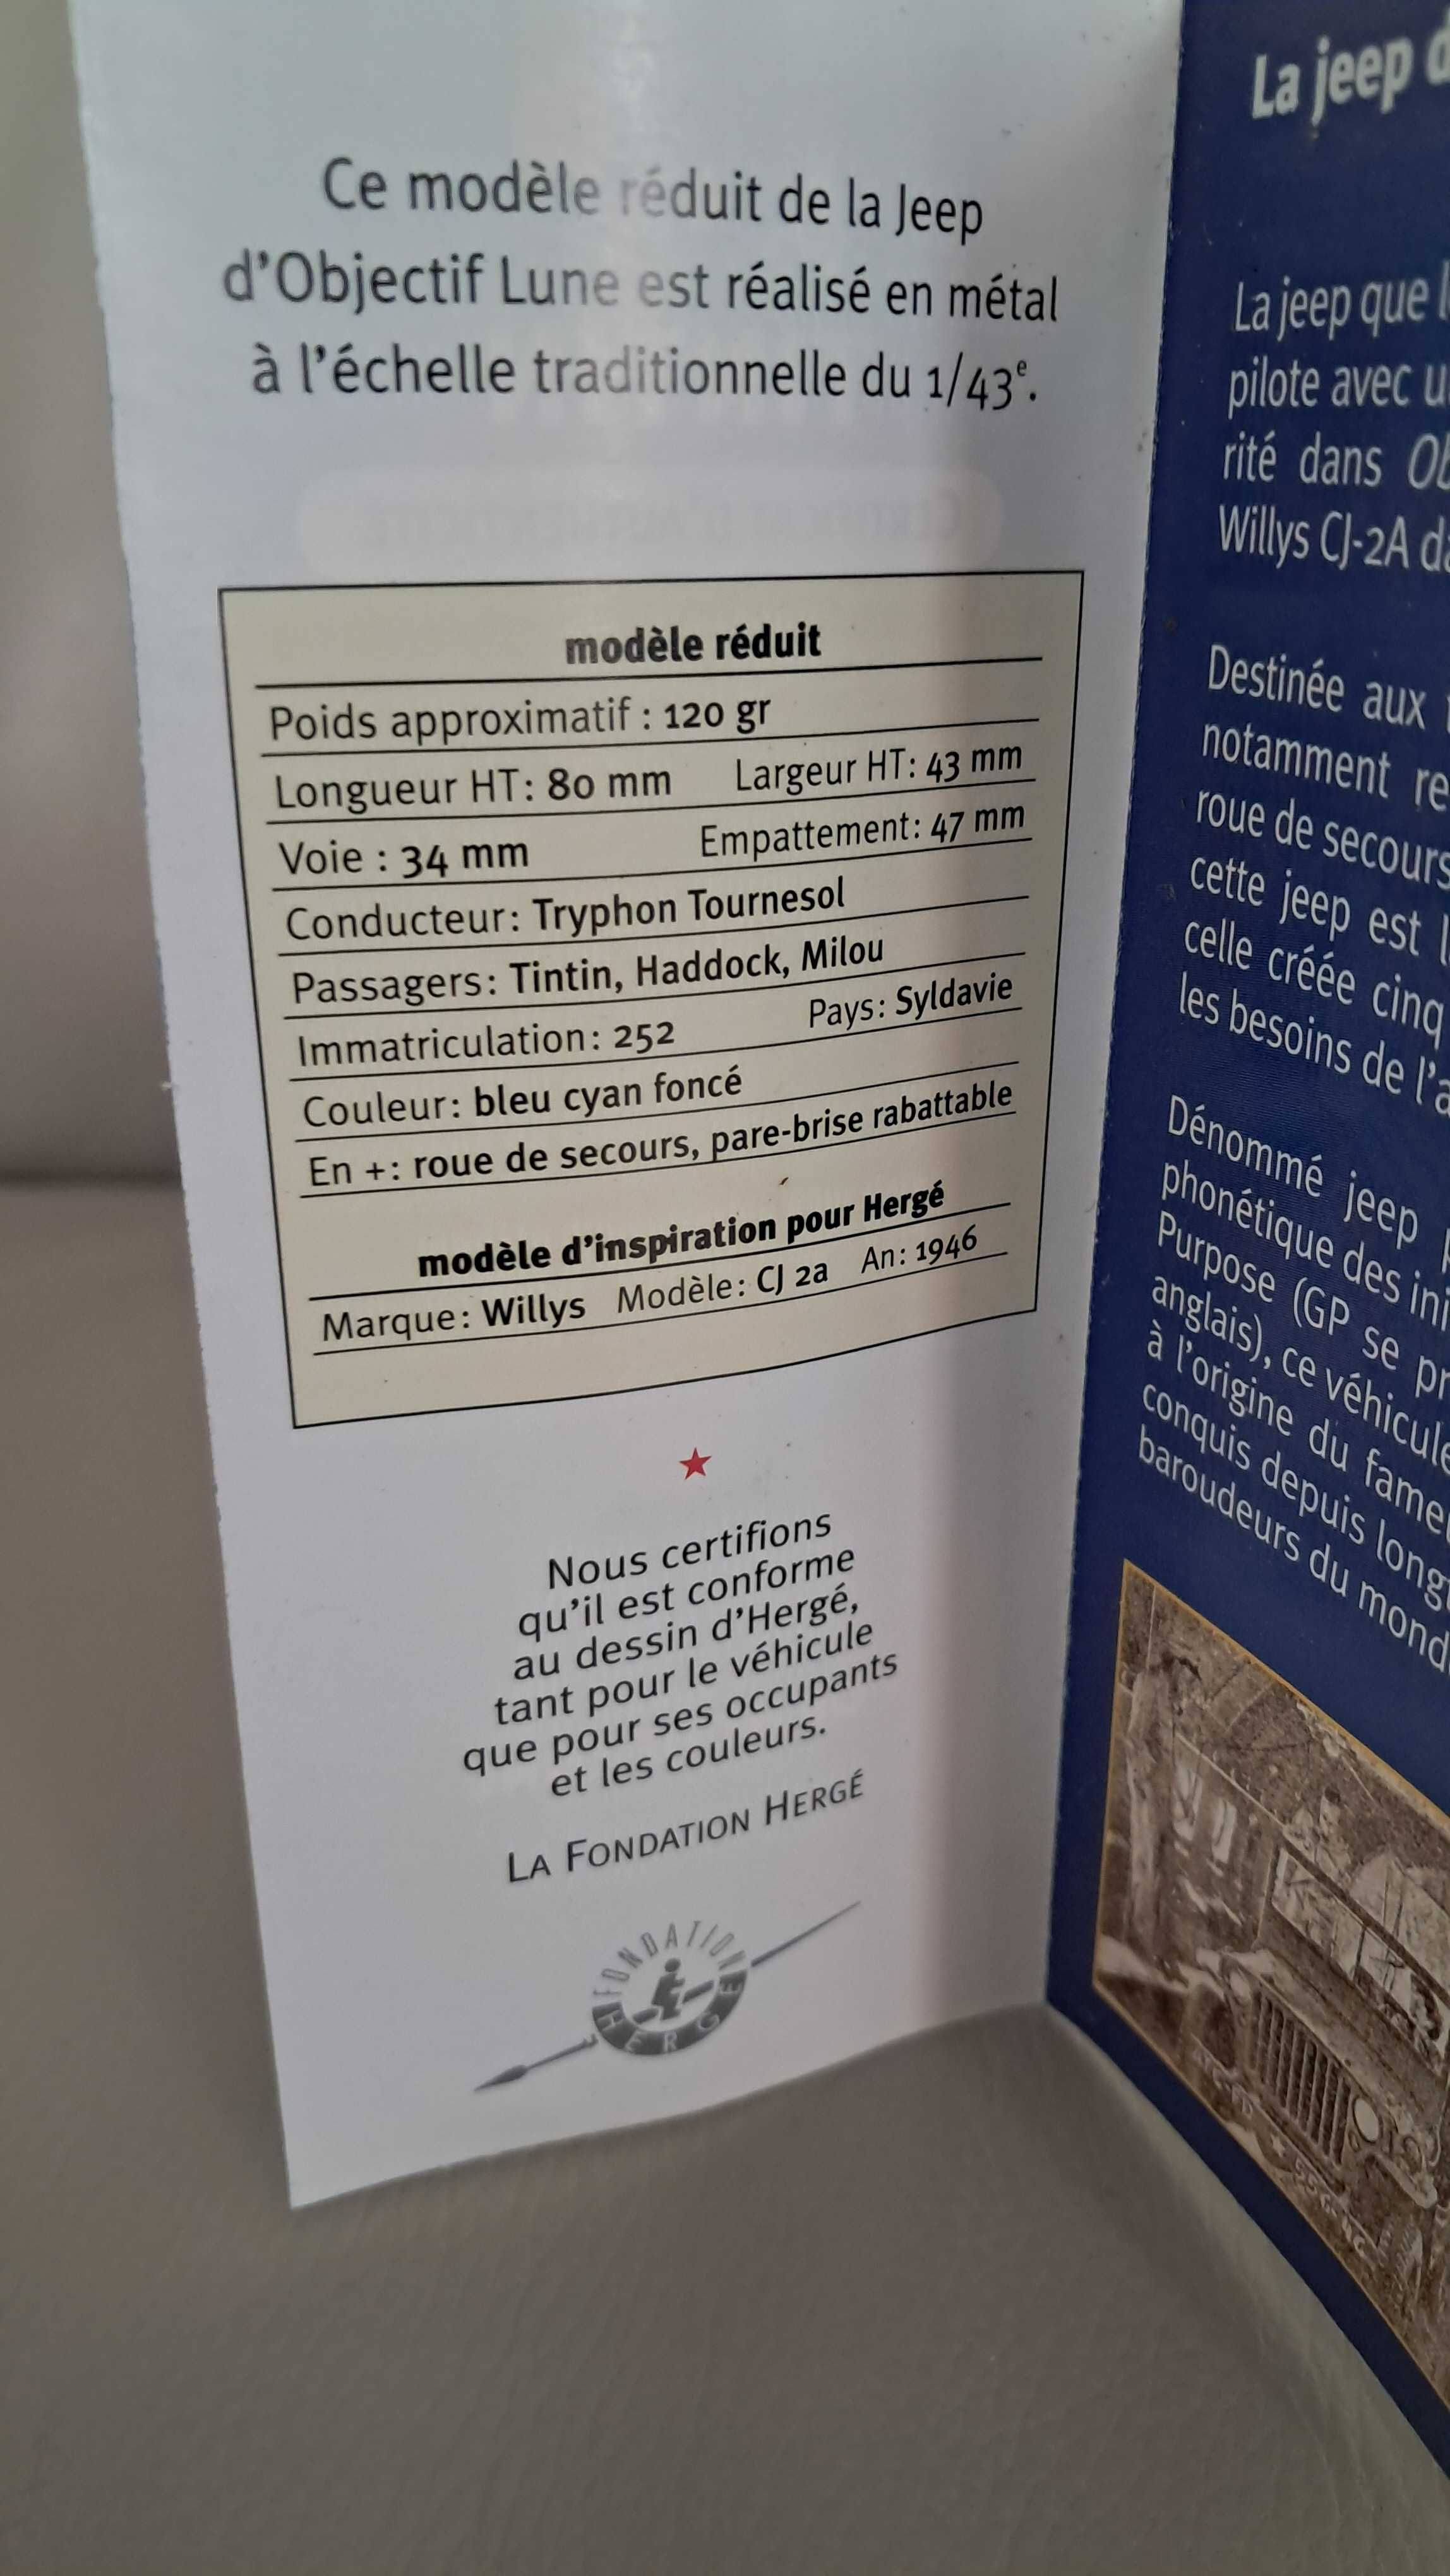 Ce modèle réduit de la Jeep
d'Objectif Lune est réalisé en métal
à l'échelle traditionnelle du 1/43e.
modèle réduit
Poids approximatif : 120 gr
Longueur HT: 80 mm Largeur HT: 43 mm
Voie : 34 mm Empattement: 47 mm
Conducteur: Tryphon Tournesol
Passagers: Tintin, Haddock, Milou
Immatriculation: 252 Pays: Syldavie
Couleur: bleu cyan foncé
En +: roue de secours, pare-brise rabattable
modèle d'inspiration pour Hergé
Marque: Willys Modèle: CJ 2a An: 1946
Nous certifions
qu'il est conforme
au dessin d'Hergé,
tant pour le véhicule
que pour ses occupants
et les couleurs.
LA FONDATION HERGÉ
FONDATION
HERGÉ
La jeep
La jeep que
pilote avec
rité dans
Willys CJ-2A
Destinée aux
notamment
roue de secours
cette jeep est
celle créée cinq
les besoins de
Dénommé jeep
phonétique des
Purpose (GP se
anglais), ce véhicule
à l'origine du
conquis depuis
baroudeurs du